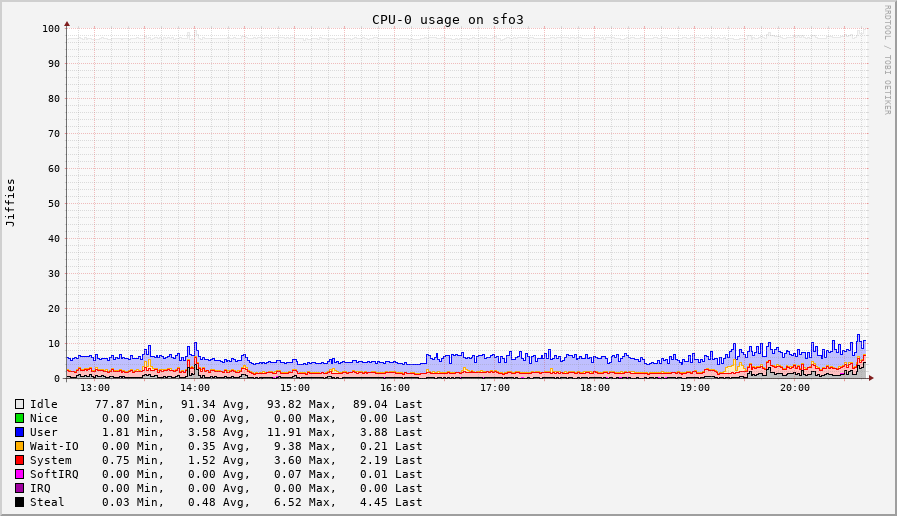 CPU-0 usage on sfo3
RRDTOOL / TOBI OETIKER
Jiffies
100
90
80
70
60
50
40
30
20
10
0
13:00 14:00 15:00 16:00 17:00 18:00 19:00 20:00
Idle 77.87 Min, 91.34 Avg, 93.82 Max, 89.04 Last
Nice 0.00 Min, 0.00 Avg, 0.00 Max, 0.00 Last
User 1.81 Min, 3.58 Avg, 11.91 Max, 3.88 Last
Wait-IO 0.00 Min, 0.35 Avg, 9.38 Max, 0.21 Last
System 0.75 Min, 1.52 Avg, 3.60 Max, 2.19 Last
SoftIRQ 0.00 Min, 0.00 Avg, 0.07 Max, 0.01 Last
IRQ 0.00 Min, 0.00 Avg, 0.00 Max, 0.00 Last
Steal 0.03 Min, 0.48 Avg, 6.52 Max, 4.45 Last